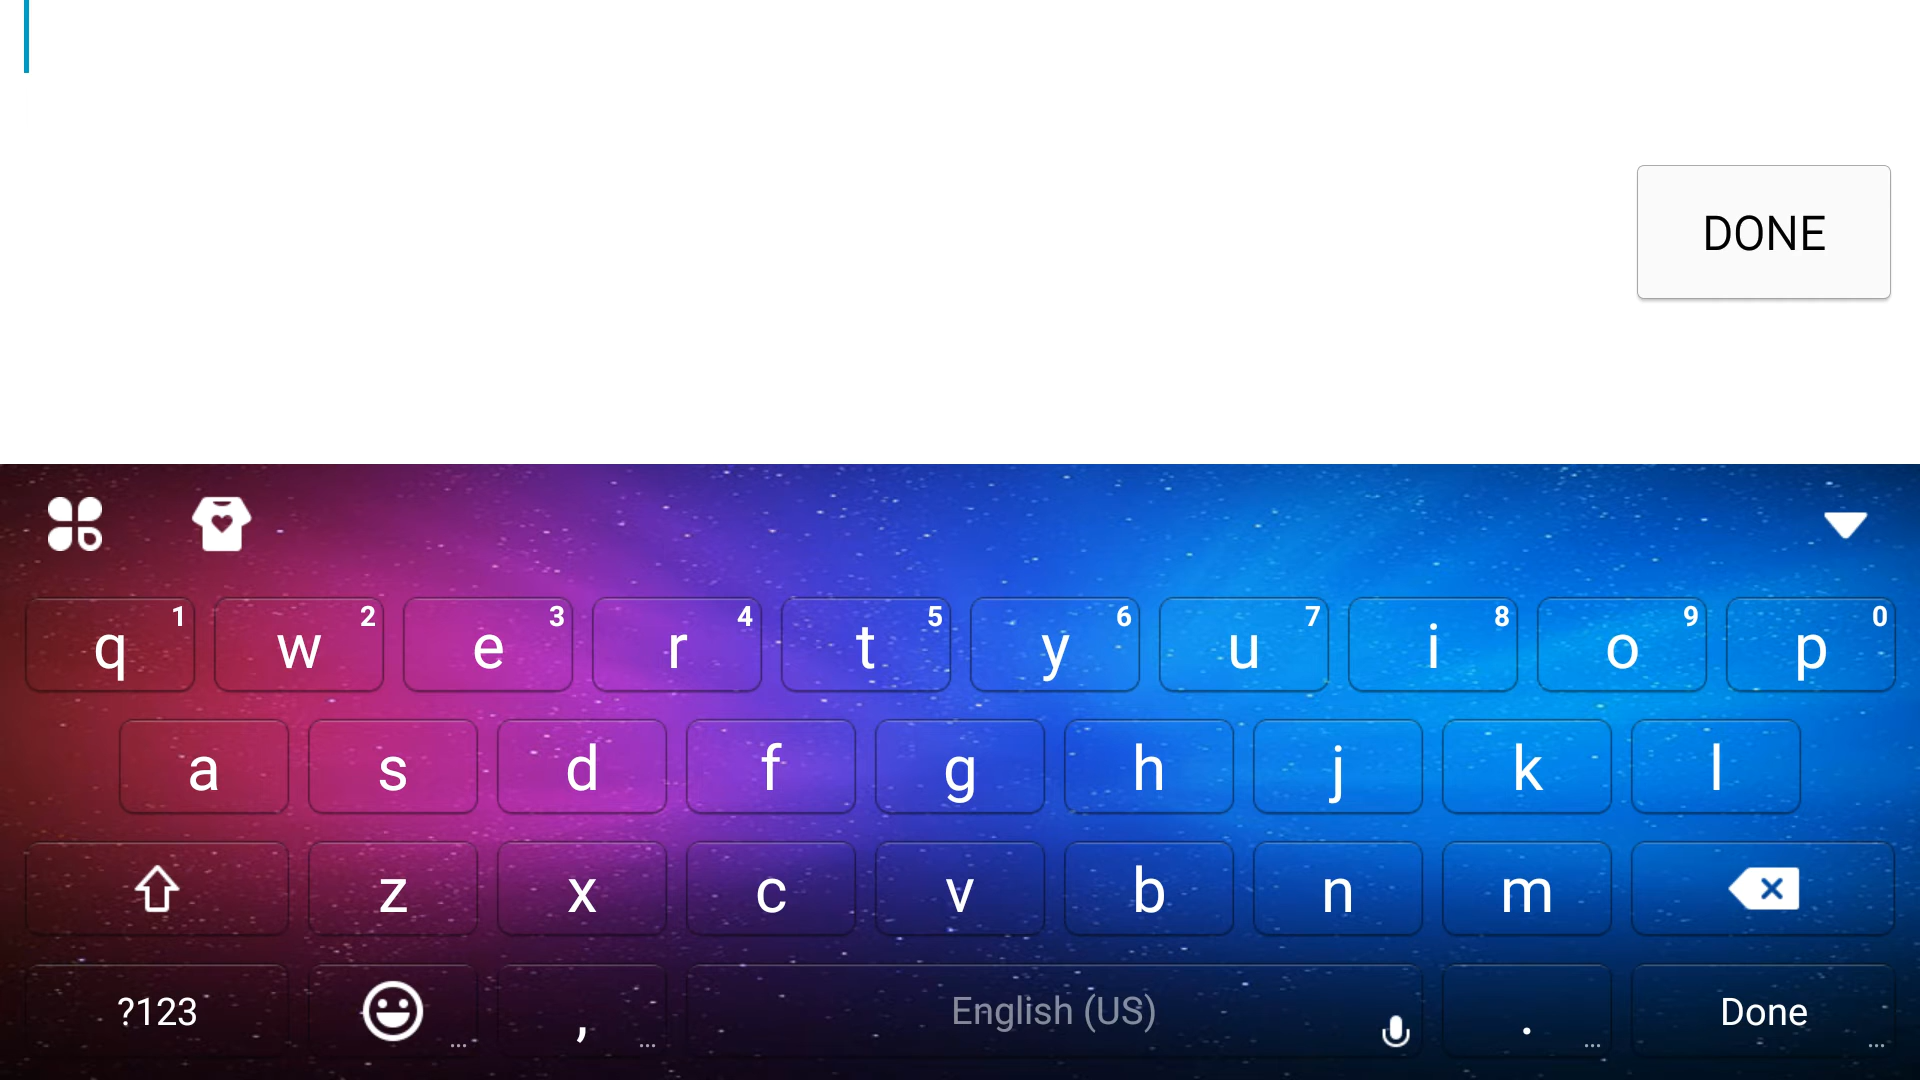 DONE
1 2 3 4 5 6 7 8 9 0
q w e r t y u i o p
a s d f g h j k l
z x c v b n m
?123 , English (US) . Done